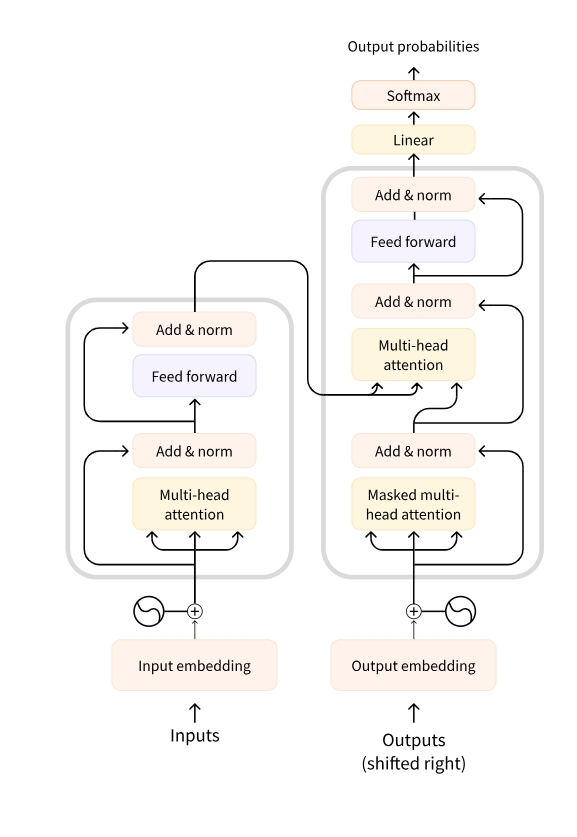 Output probabilities
Softmax
Linear
Add & norm
Feed forward
Add & norm
Multi-head
attention
Add & norm
Masked multi-
head attention
Output embedding
Outputs
(shifted right)
Add & norm
Feed forward
Add & norm
Multi-head
attention
Input embedding
Inputs